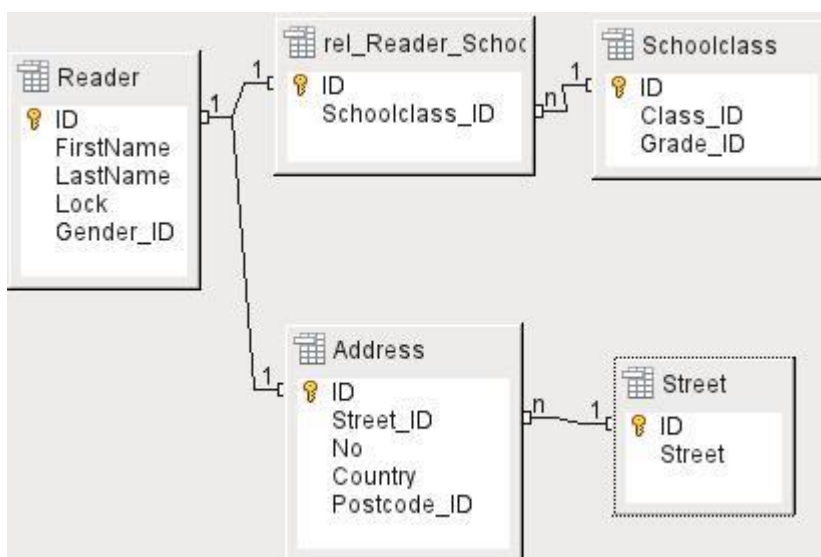 Reader
ID
FirstName
LastName
Lock
Gender_ID
1
1
rel_Reader_Schoo
ID
Schoolclass_ID
n
1
Schoolclass
ID
Class_ID
Grade_ID
1
Address
ID
Street_ID
No
Country
Postcode_ID
n
1
Street
ID
Street